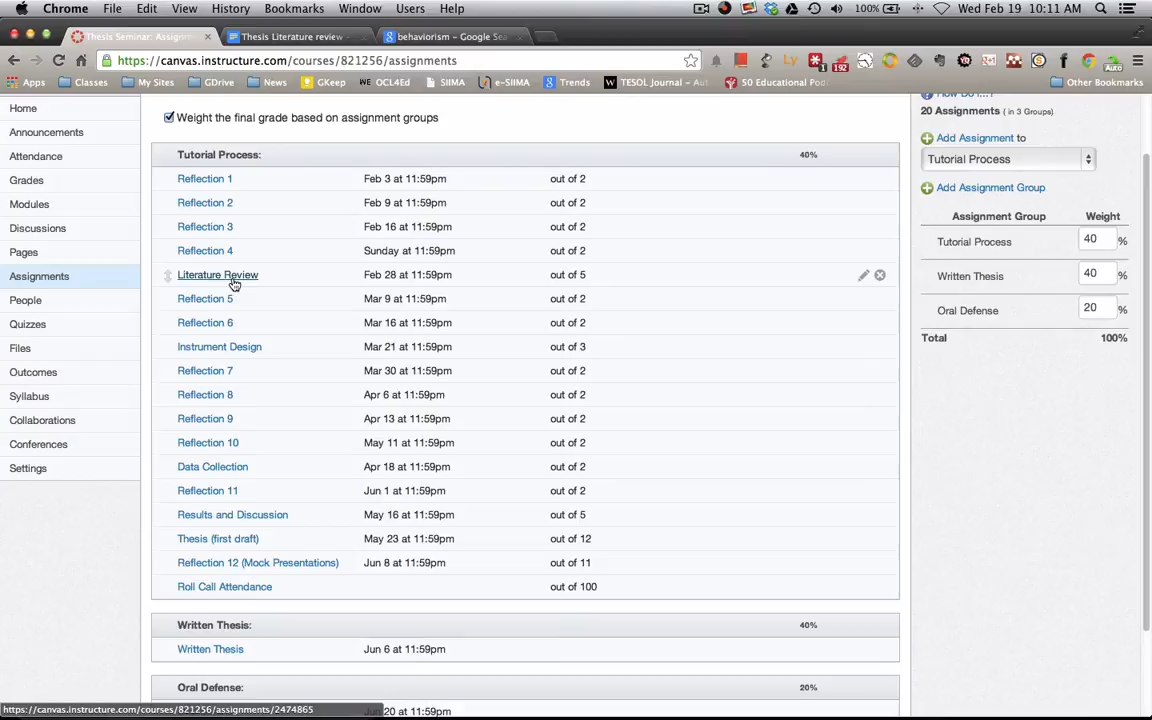 Chrome File Edit View History Bookmarks Window Users Help 100% Wed Feb 19 10:11 AM
Thesis Seminar: Assignm × Thesis Literature review - × behaviorism - Google Sea ×
https://canvas.instructure.com/courses/821256/assignments
Apps Classes My Sites GDrive News GKeep WE OCL4Ed SIIMA e-SIIMA Trends W TESOL Journal - Au 50 Educational Pod Other Bookmarks
Home
Announcements
Attendance
Grades
Modules
Discussions
Pages
Assignments
People
Quizzes
Files
Outcomes
Syllabus
Collaborations
Conferences
Settings
Weight the final grade based on assignment groups
Tutorial Process: 40%
Reflection 1 Feb 3 at 11:59pm out of 2
Reflection 2 Feb 9 at 11:59pm out of 2
Reflection 3 Feb 16 at 11:59pm out of 2
Reflection 4 Sunday at 11:59pm out of 2
Literature Review Feb 28 at 11:59pm out of 5
Reflection 5 Mar 9 at 11:59pm out of 2
Reflection 6 Mar 16 at 11:59pm out of 2
Instrument Design Mar 21 at 11:59pm out of 3
Reflection 7 Mar 30 at 11:59pm out of 2
Reflection 8 Apr 6 at 11:59pm out of 2
Reflection 9 Apr 13 at 11:59pm out of 2
Reflection 10 May 11 at 11:59pm out of 2
Data Collection Apr 18 at 11:59pm out of 2
Reflection 11 Jun 1 at 11:59pm out of 2
Results and Discussion May 16 at 11:59pm out of 5
Thesis (first draft) May 23 at 11:59pm out of 12
Reflection 12 (Mock Presentations) Jun 8 at 11:59pm out of 11
Roll Call Attendance out of 100
Written Thesis: 40%
Written Thesis Jun 6 at 11:59pm
Oral Defense: 20%
Jun 20 at 11:59pm
How Do I...?
20 Assignments ( in 3 Groups)
Add Assignment to
Tutorial Process
Add Assignment Group
Assignment Group Weight
Tutorial Process 40 %
Written Thesis 40 %
Oral Defense 20 %
Total 100%
https://canvas.instructure.com/courses/821256/assignments/2474865